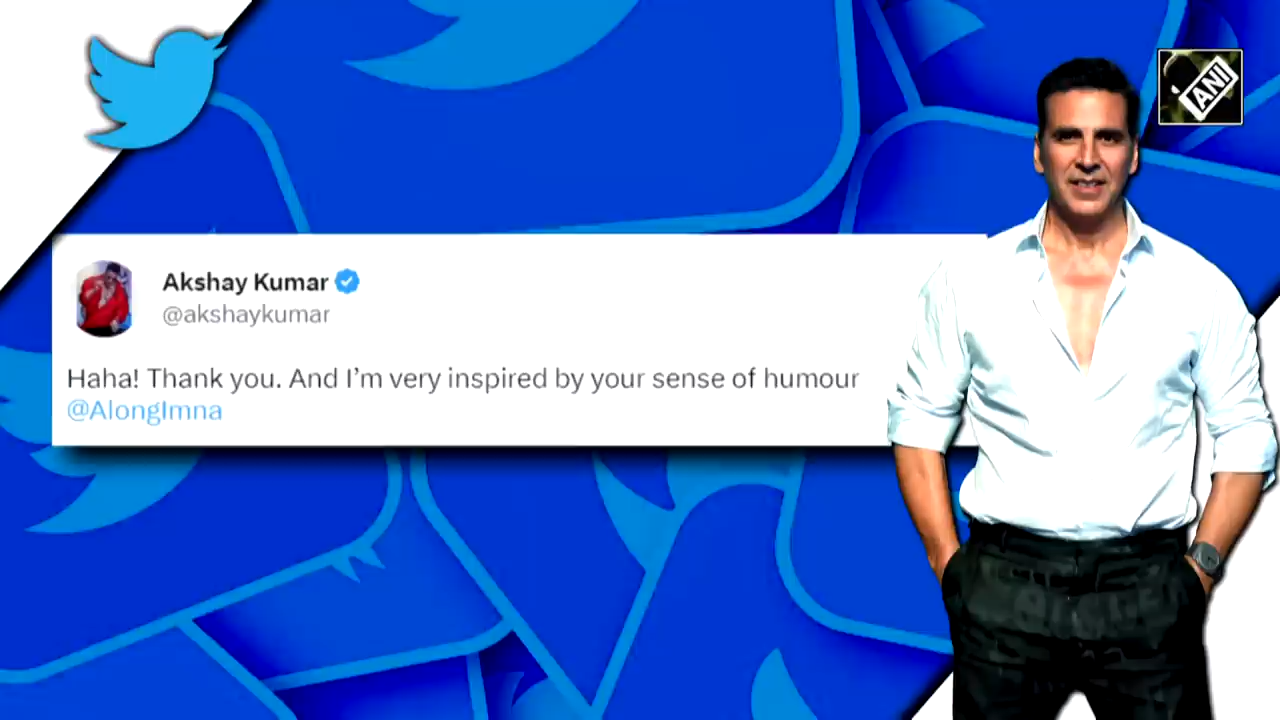 ANI
Akshay Kumar
@akshaykumar
Haha! Thank you. And I'm very inspired by your sense of humour
@AlongImna